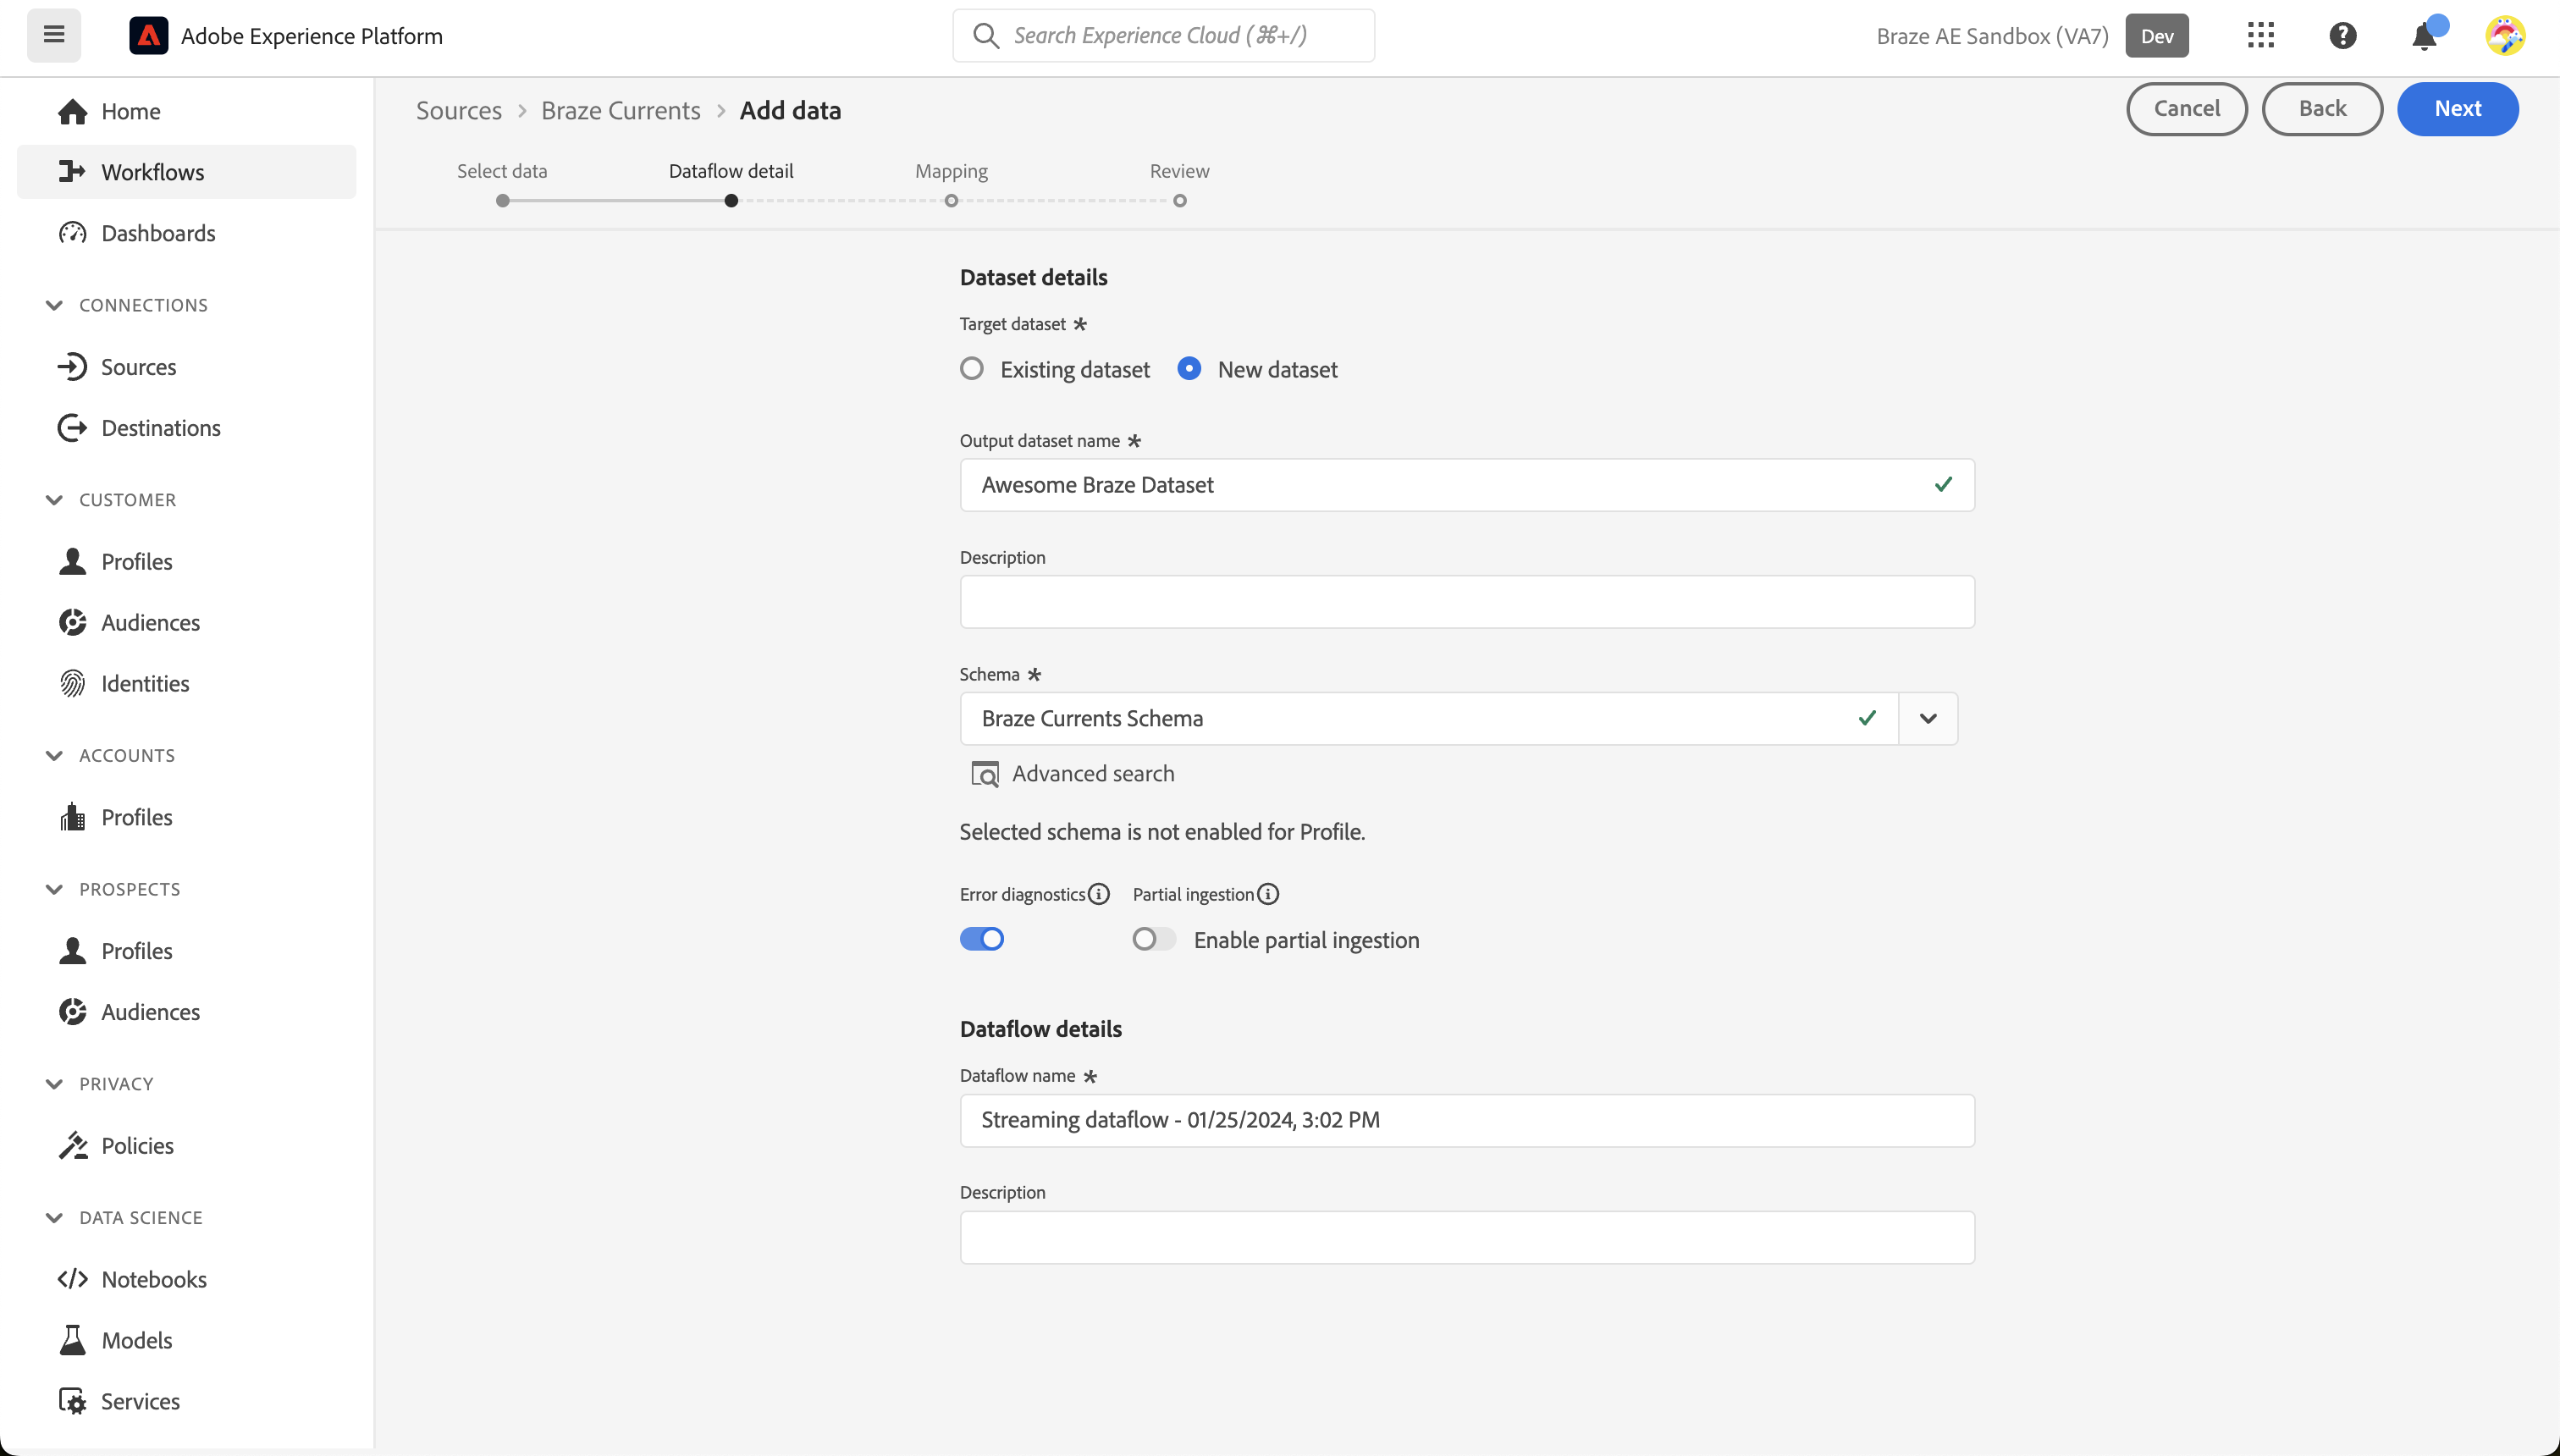 Adobe Experience Platform
Search Experience Cloud (⌘+/)
Braze AE Sandbox (VA7)
Dev
Home
Workflows
Dashboards
CONNECTIONS
Sources
Destinations
CUSTOMER
Profiles
Audiences
Identities
ACCOUNTS
Profiles
PROSPECTS
Profiles
Audiences
PRIVACY
Policies
DATA SCIENCE
Notebooks
Models
Services
Sources > Braze Currents > Add data
Cancel
Back
Next
Select data
Dataflow detail
Mapping
Review
Dataset details
Target dataset *
Existing dataset
New dataset
Output dataset name *
Awesome Braze Dataset
Description
Schema *
Braze Currents Schema
Advanced search
Selected schema is not enabled for Profile.
Error diagnostics
Partial ingestion
Enable partial ingestion
Dataflow details
Dataflow name *
Streaming dataflow - 01/25/2024, 3:02 PM
Description